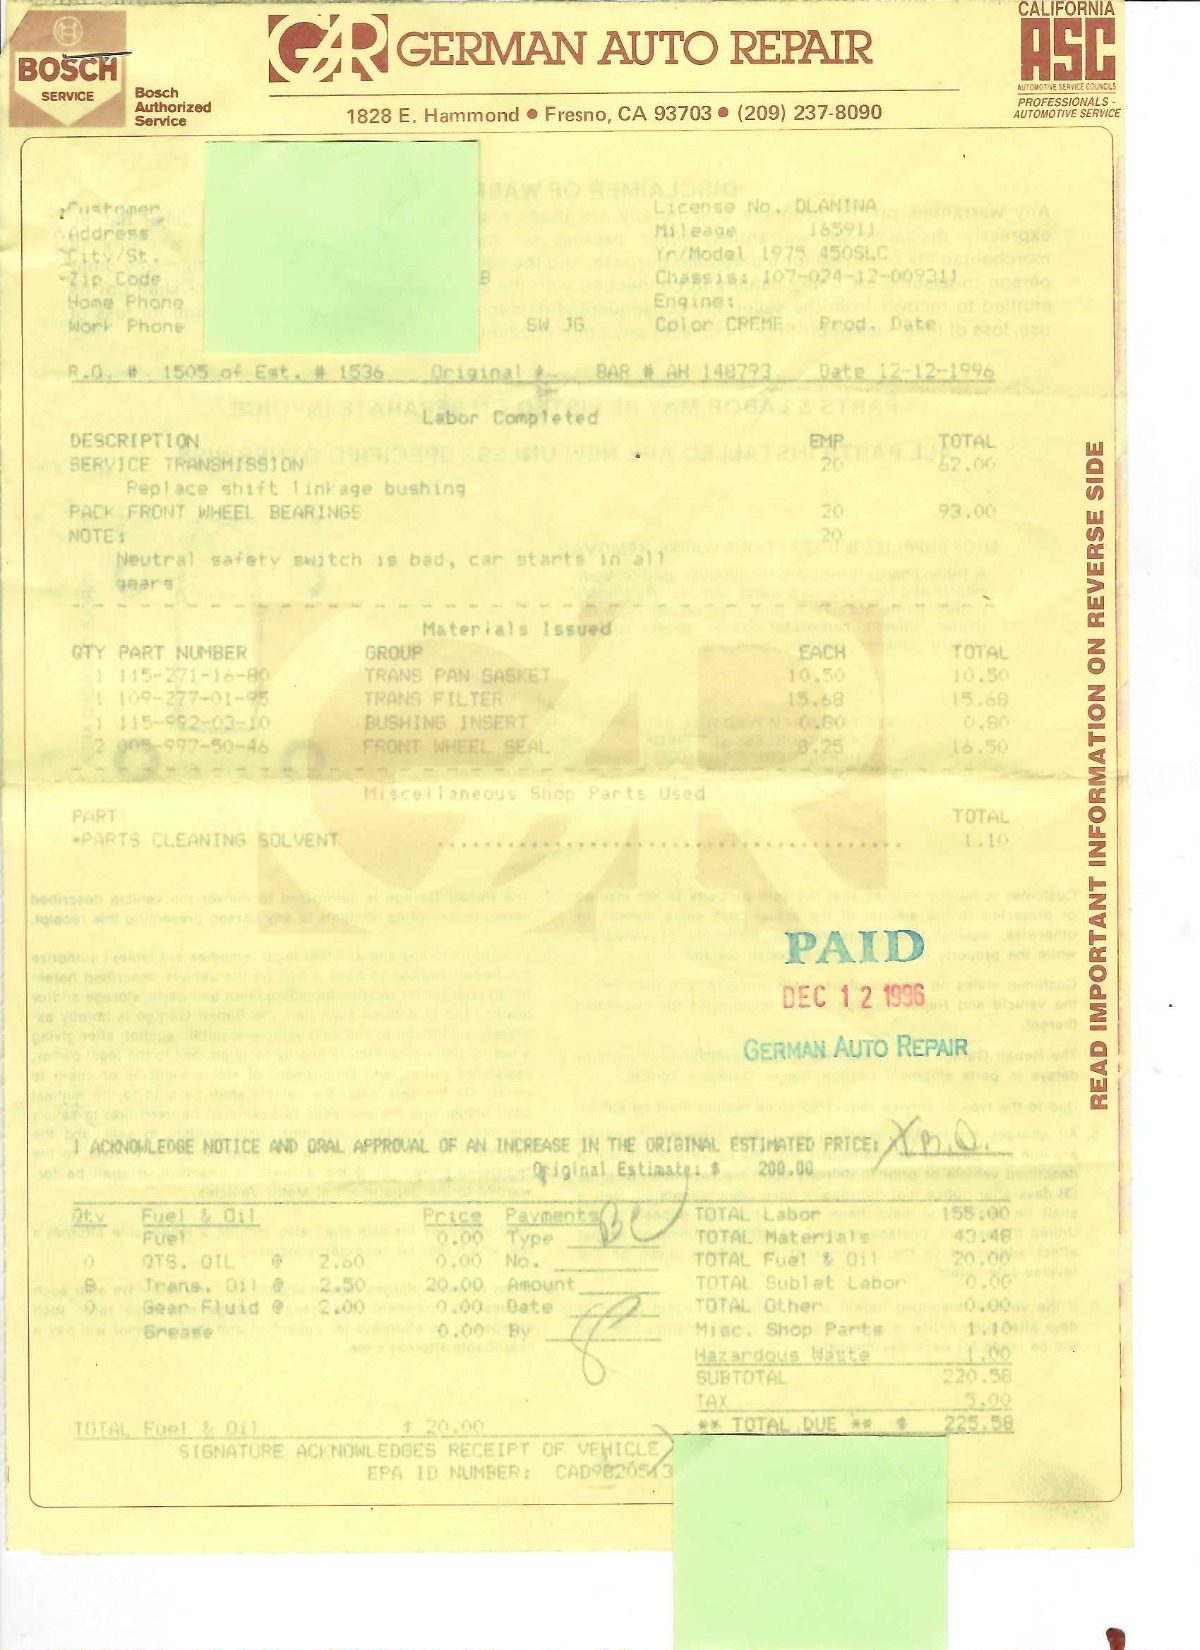 BOSCH
SERVICE
Bosch
Authorized
Service
GAR GERMAN AUTO REPAIR
1828 E. Hammond • Fresno, CA 93703 • (209) 237-8090
CALIFORNIA
ASC
AUTOMOTIVE SERVICE COUNCILS
PROFESSIONALS -
AUTOMOTIVE SERVICE
Customer License No. OLANINA
Address Mileage 165911
City/St. Yr/Model 1975 450SLC
Zip Code Chassis: 107-024-12-009311
Home Phone Engine:
Work Phone SW JG Color CREME Prod. Date
R.O. # 1505 of Est. # 1536 Original # BAR # AH 148793 Date 12-12-1996
Labor Completed
DESCRIPTION EMP TOTAL
SERVICE TRANSMISSION 20 62.00
Replace shift linkage bushing
PACK FRONT WHEEL BEARINGS 20 93.00
NOTE: 20
Neutral safety switch is bad, car starts in all
gears
Materials Issued
QTY PART NUMBER GROUP EACH TOTAL
1 115-271-16-80 TRANS PAN GASKET 10.50 10.50
1 109-277-01-95 TRANS FILTER 15.68 15.68
1 115-992-03-10 BUSHING INSERT 0.80 0.80
2 005-997-50-46 FRONT WHEEL SEAL 8.25 16.50
Miscellaneous Shop Parts Used
PART TOTAL
*PARTS CLEANING SOLVENT 1.10
READ IMPORTANT INFORMATION ON REVERSE SIDE
PAID
DEC 12 1996
GERMAN AUTO REPAIR
I ACKNOWLEDGE NOTICE AND ORAL APPROVAL OF AN INCREASE IN THE ORIGINAL ESTIMATED PRICE: X B.O.
Original Estimate: $ 200.00
Qty Fuel & Oil Price Payments TOTAL Labor 155.00
Fuel 0.00 Type BC TOTAL Materials 43.48
0 QTS. OIL @ 2.60 0.00 No. TOTAL Fuel & Oil 20.00
8 Trans. Oil @ 2.50 20.00 Amount TOTAL Sublet Labor 0.00
0 Gear Fluid @ 2.00 0.00 Date TOTAL Other 0.00
Grease 0.00 By Misc. Shop Parts 1.10
Hazardous Waste 1.00
SUBTOTAL 220.58
TAX 5.00
TOTAL Fuel & Oil $ 20.00 ** TOTAL DUE ** $ 225.58
SIGNATURE ACKNOWLEDGES RECEIPT OF VEHICLE
EPA ID NUMBER: CAD9820513